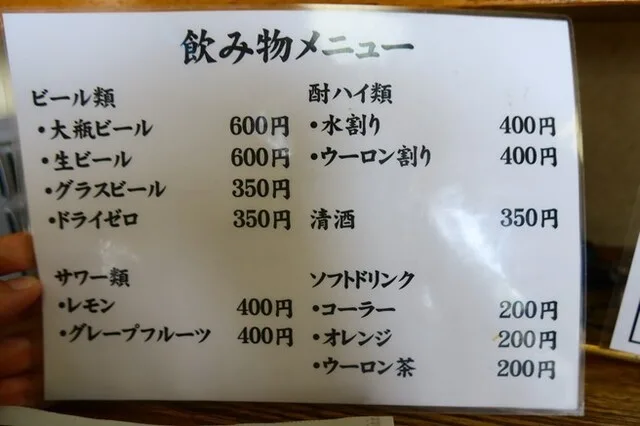 飲み物メニュー
ビール類
・大瓶ビール 600円
・生ビール 600円
・グラスビール 350円
・ドライゼロ 350円
サワー類
・レモン 400円
・グレープフルーツ 400円
酎ハイ類
・水割り 400円
・ウーロン割り 400円
清酒 350円
ソフトドリンク
・コーラー 200円
・オレンジ 200円
・ウーロン茶 200円